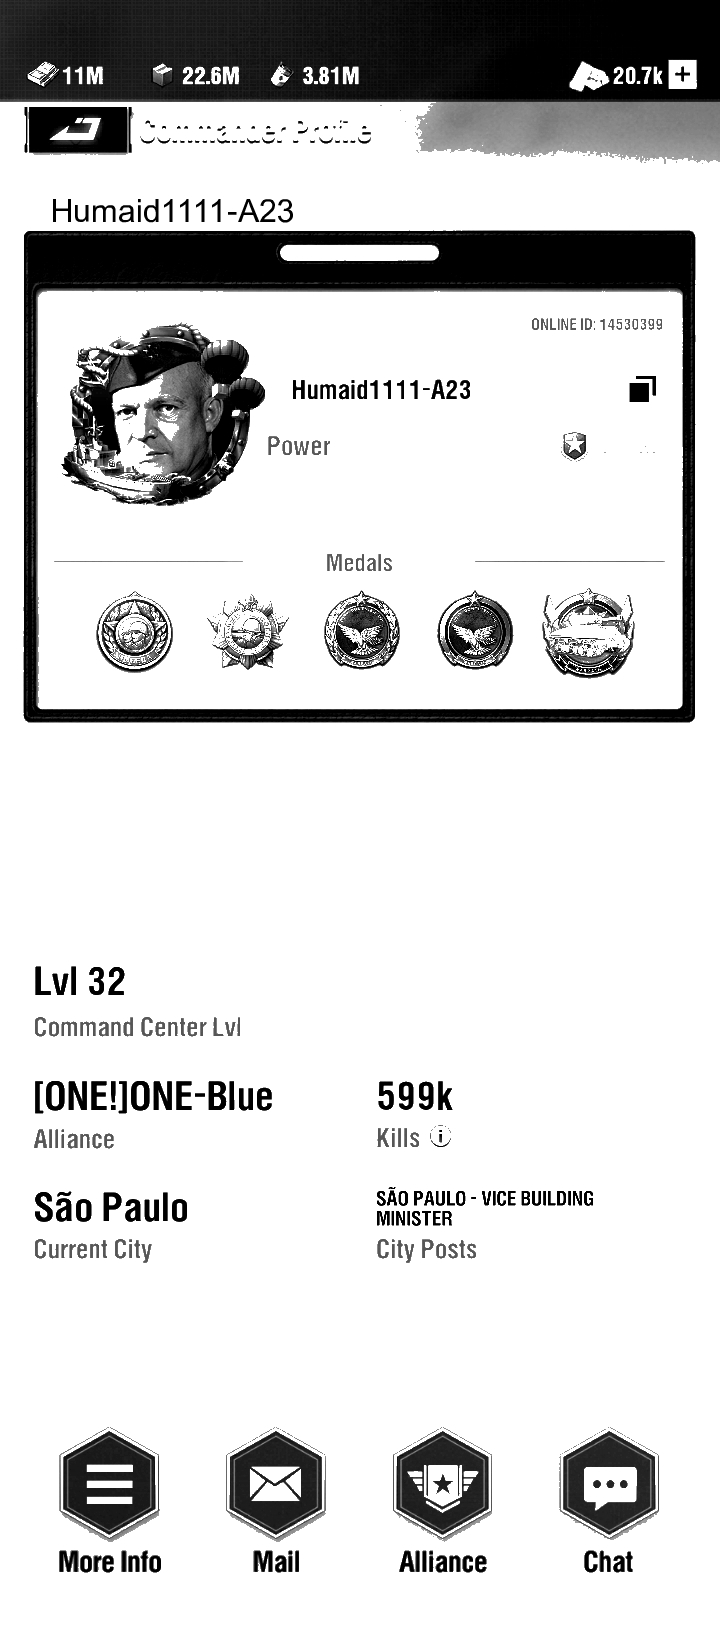 11M 22.6M 3.81M 20.7k +
Commander Profile
Humaid1111-A23
ONLINE ID: 14530399
Humaid1111-A23
Power
Medals
Lvl 32
Command Center Lvl
[ONE!]ONE-Blue 599k
Alliance Kills
São Paulo SÃO PAULO - VICE BUILDING
MINISTER
Current City City Posts
More Info Mail Alliance Chat